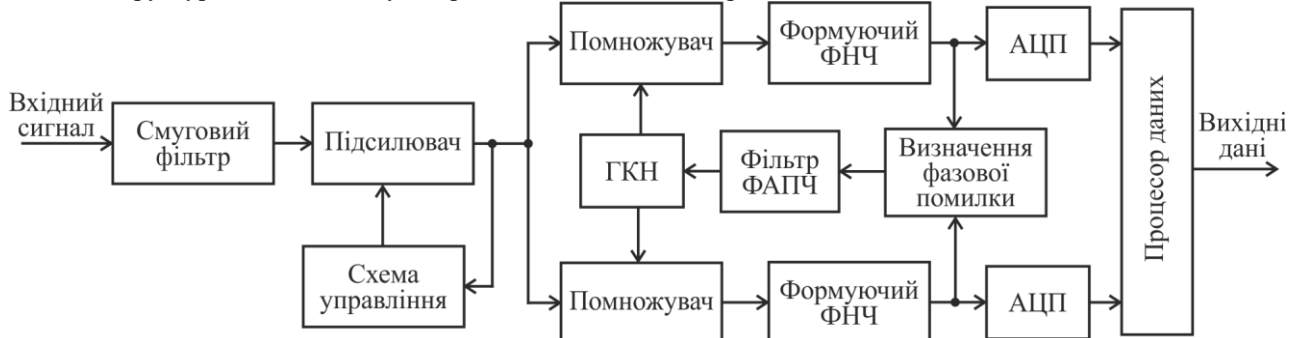 Помножувач
Формуючий
ФНЧ
АЦП
Вхідний
сигнал
Смуговий
фільтр
Підсилювач
ГКН
Фільтр
ФАПЧ
Визначення
фазової
помилки
Процесор даних
Вихідні
дані
Схема
управління
Помножувач
Формуючий
ФНЧ
АЦП